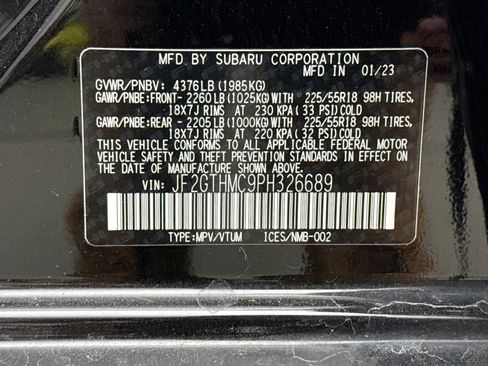 MFD. BY SUBARU CORPORATION
MFD IN 01/23
GVWR/PNBV: 4376LB(1985KG)
GAWR/PNBE:FRONT- 2260LB(1025KG)WITH 225/55R18 98H TIRES,
18X7J RIMS AT 230 KPA(33 PSI)COLD
GAWR/PNBE:REAR- 2205LB(1000KG)WITH 225/55R18 98H TIRES,
18X7J RIMS AT 220 KPA(32 PSI)COLD
THIS VEHICLE CONFORMS TO ALL APPLICABLE FEDERAL MOTOR
VEHICLE SAFETY AND BUMPER STANDARDS IN EFFECT ON
THE DATE OF MANUFACTURE SHOWN ABOVE.
VIN: JF2GTHMC9PH326689
TYPE:MPV/VTUM ICES/NMB-002